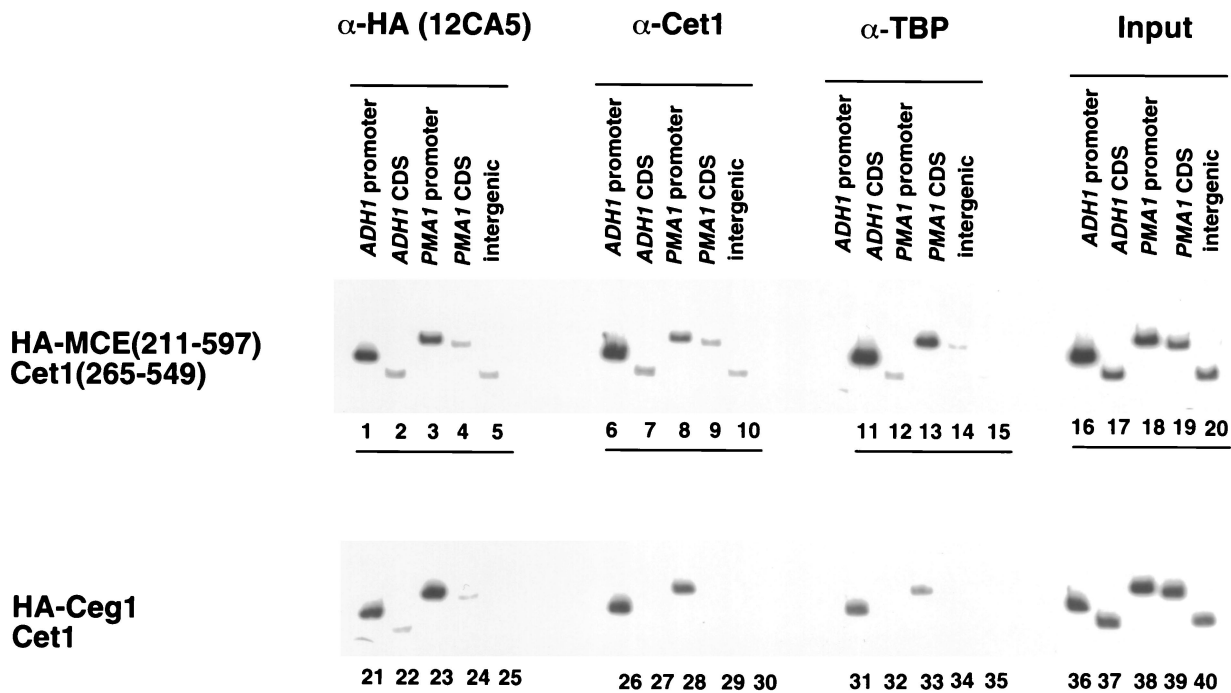 α-HA (12CA5) α-Cet1 α-TBP Input
ADH1 promoter ADH1 CDS PMA1 promoter PMA1 CDS intergenic ADH1 promoter ADH1 CDS PMA1 promoter PMA1 CDS intergenic ADH1 promoter ADH1 CDS PMA1 promoter PMA1 CDS intergenic ADH1 promoter ADH1 CDS PMA1 promoter PMA1 CDS intergenic
HA-MCE(211-597)
Cet1(265-549)
1 2 3 4 5 6 7 8 9 10 11 12 13 14 15 16 17 18 19 20
HA-Ceg1
Cet1
21 22 23 24 25 26 27 28 29 30 31 32 33 34 35 36 37 38 39 40